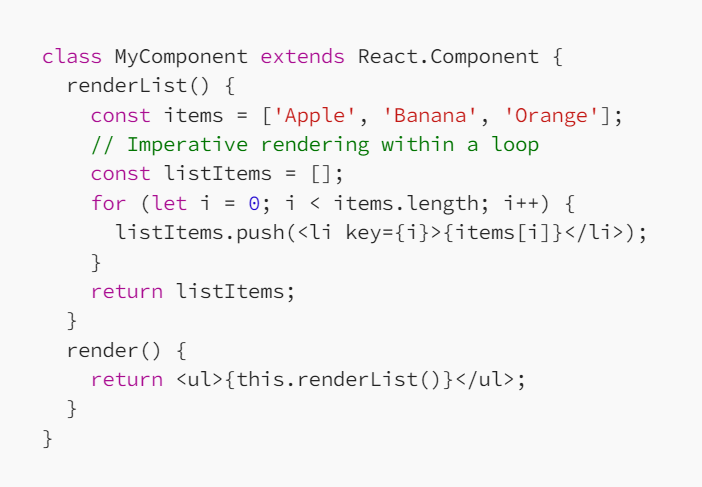 class MyComponent extends React.Component {
  renderList() {
    const items = ['Apple', 'Banana', 'Orange'];
    // Imperative rendering within a loop
    const listItems = [];
    for (let i = 0; i < items.length; i++) {
      listItems.push(<li key={i}>{items[i]}</li>);
    }
    return listItems;
  }
  render() {
    return <ul>{this.renderList()}</ul>;
  }
}